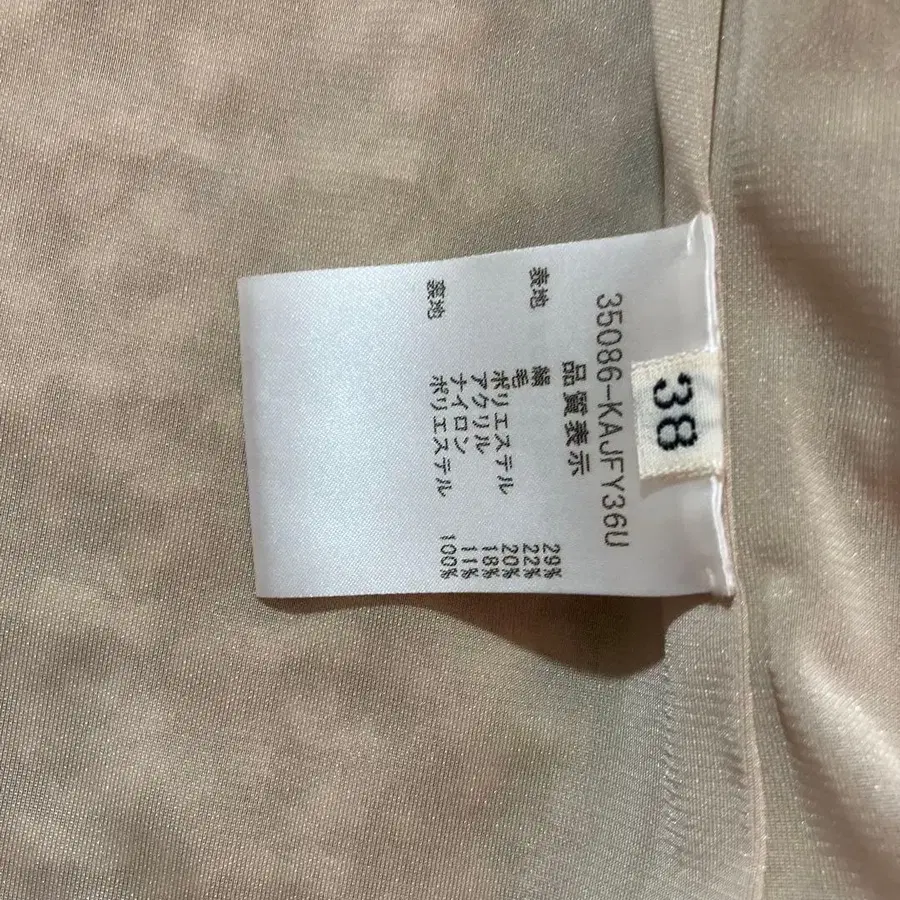 38
35086-KAJFY36U
品質表示
表地 絹 29%
毛 22%
ポリエステル 20%
アクリル 18%
ナイロン 11%
裏地 ポリエステル 100%